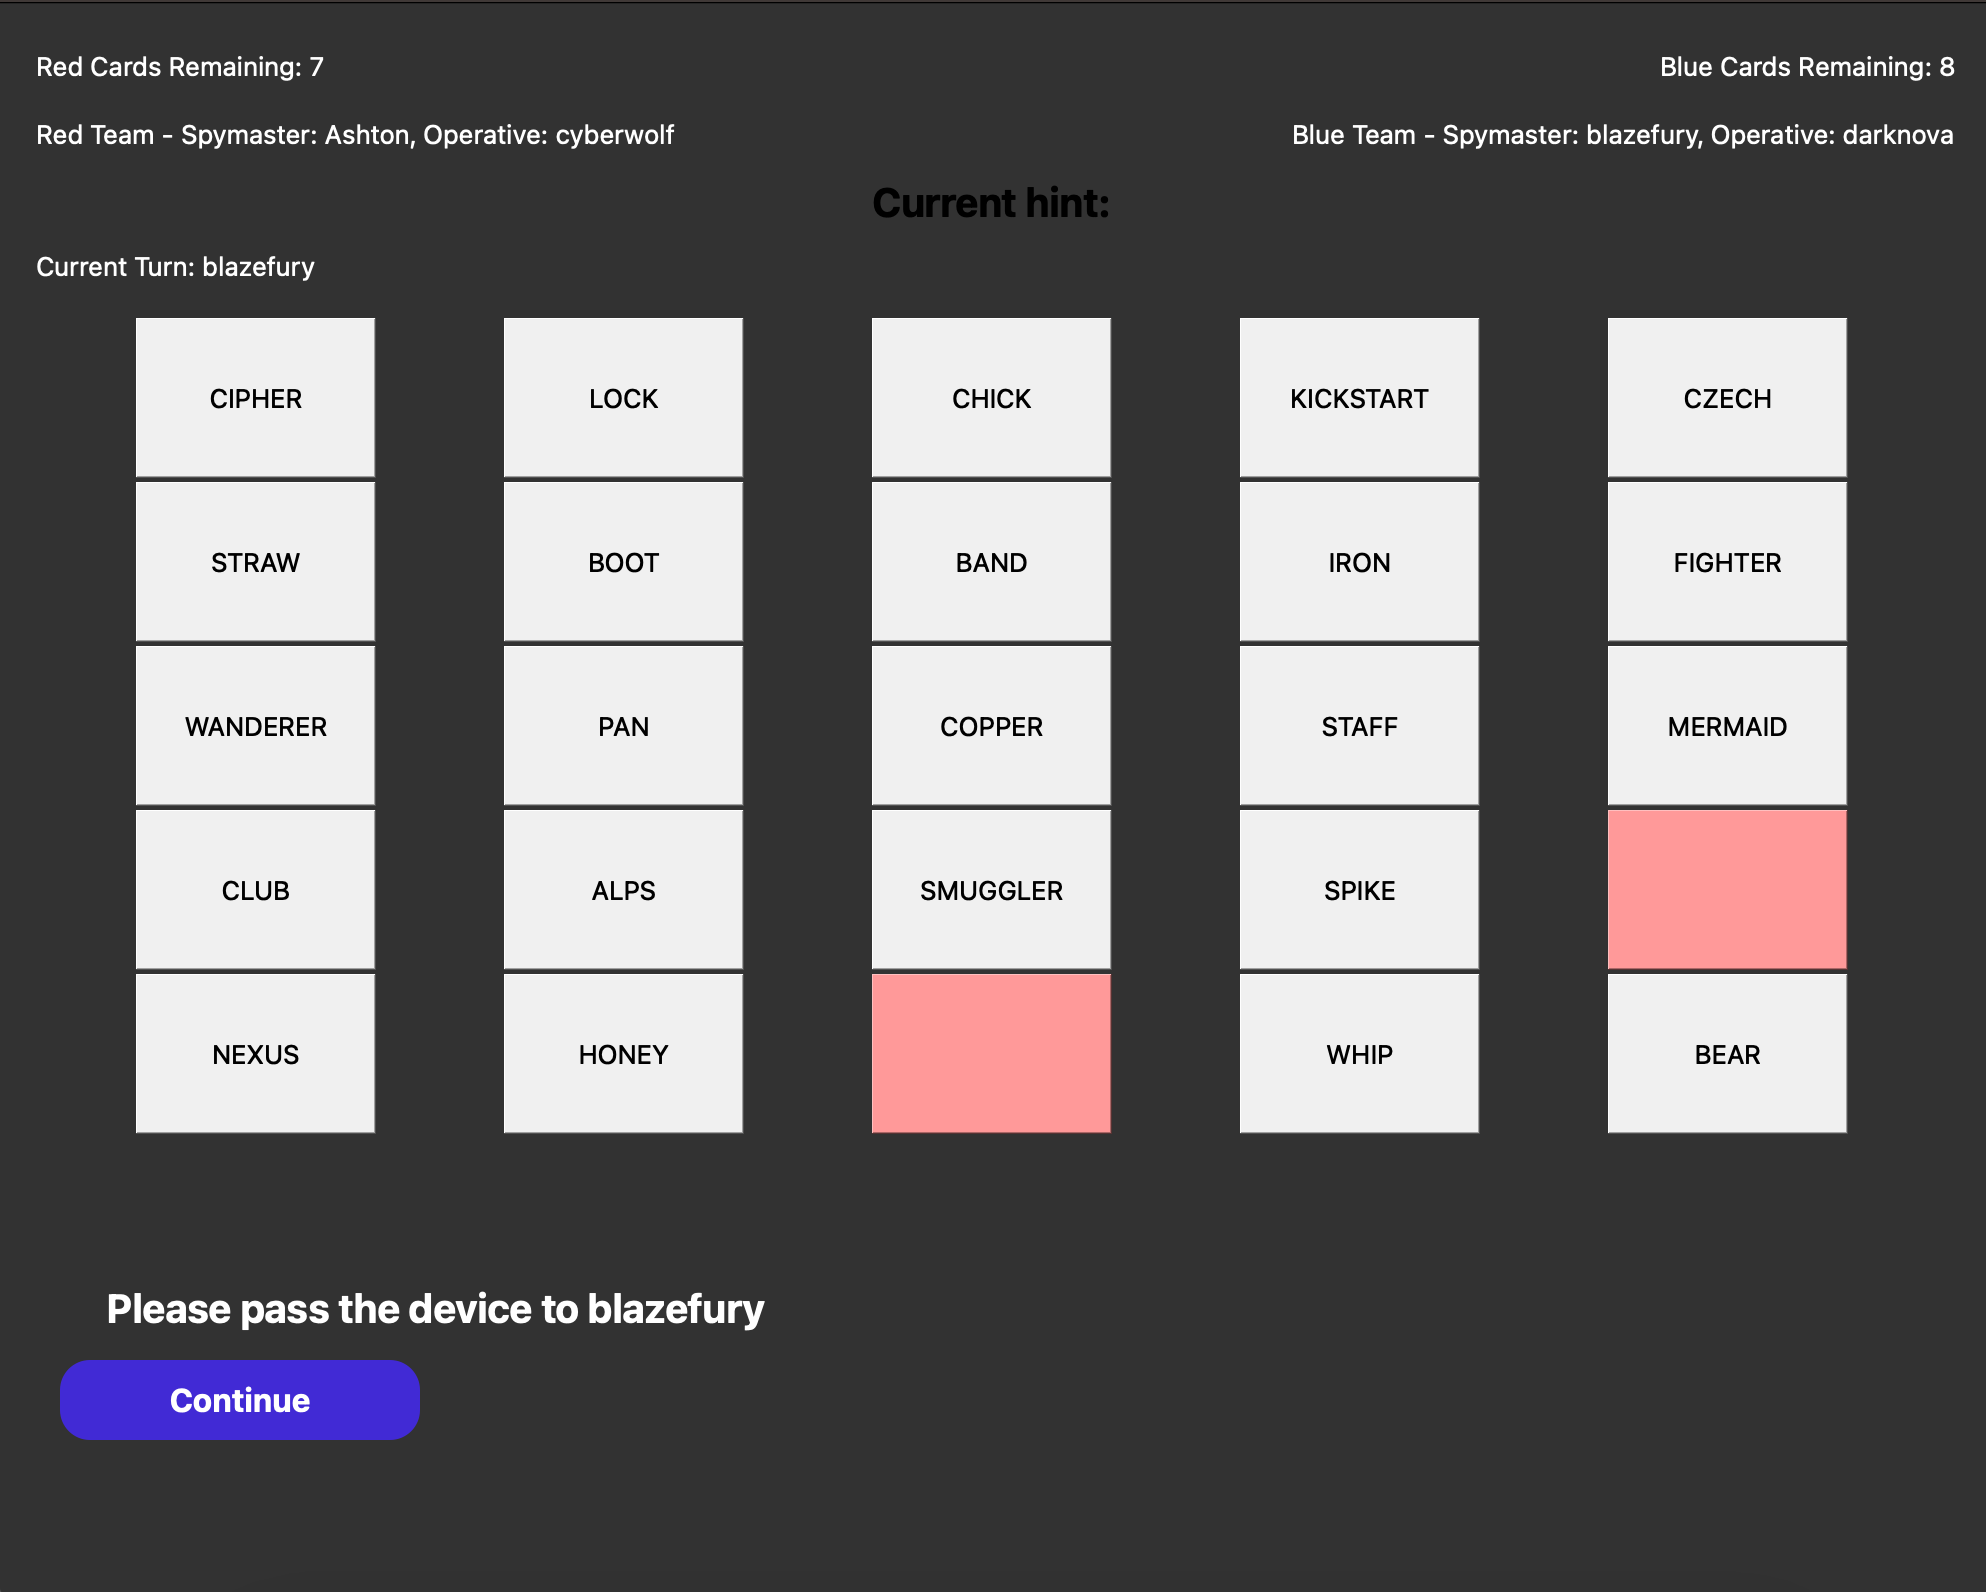 Red Cards Remaining: 7
Blue Cards Remaining: 8
Red Team - Spymaster: Ashton, Operative: cyberwolf
Blue Team - Spymaster: blazefury, Operative: darknova
Current hint:
Current Turn: blazefury
CIPHER LOCK CHICK KICKSTART CZECH
STRAW BOOT BAND IRON FIGHTER
WANDERER PAN COPPER STAFF MERMAID
CLUB ALPS SMUGGLER SPIKE
NEXUS HONEY WHIP BEAR
Please pass the device to blazefury
Continue